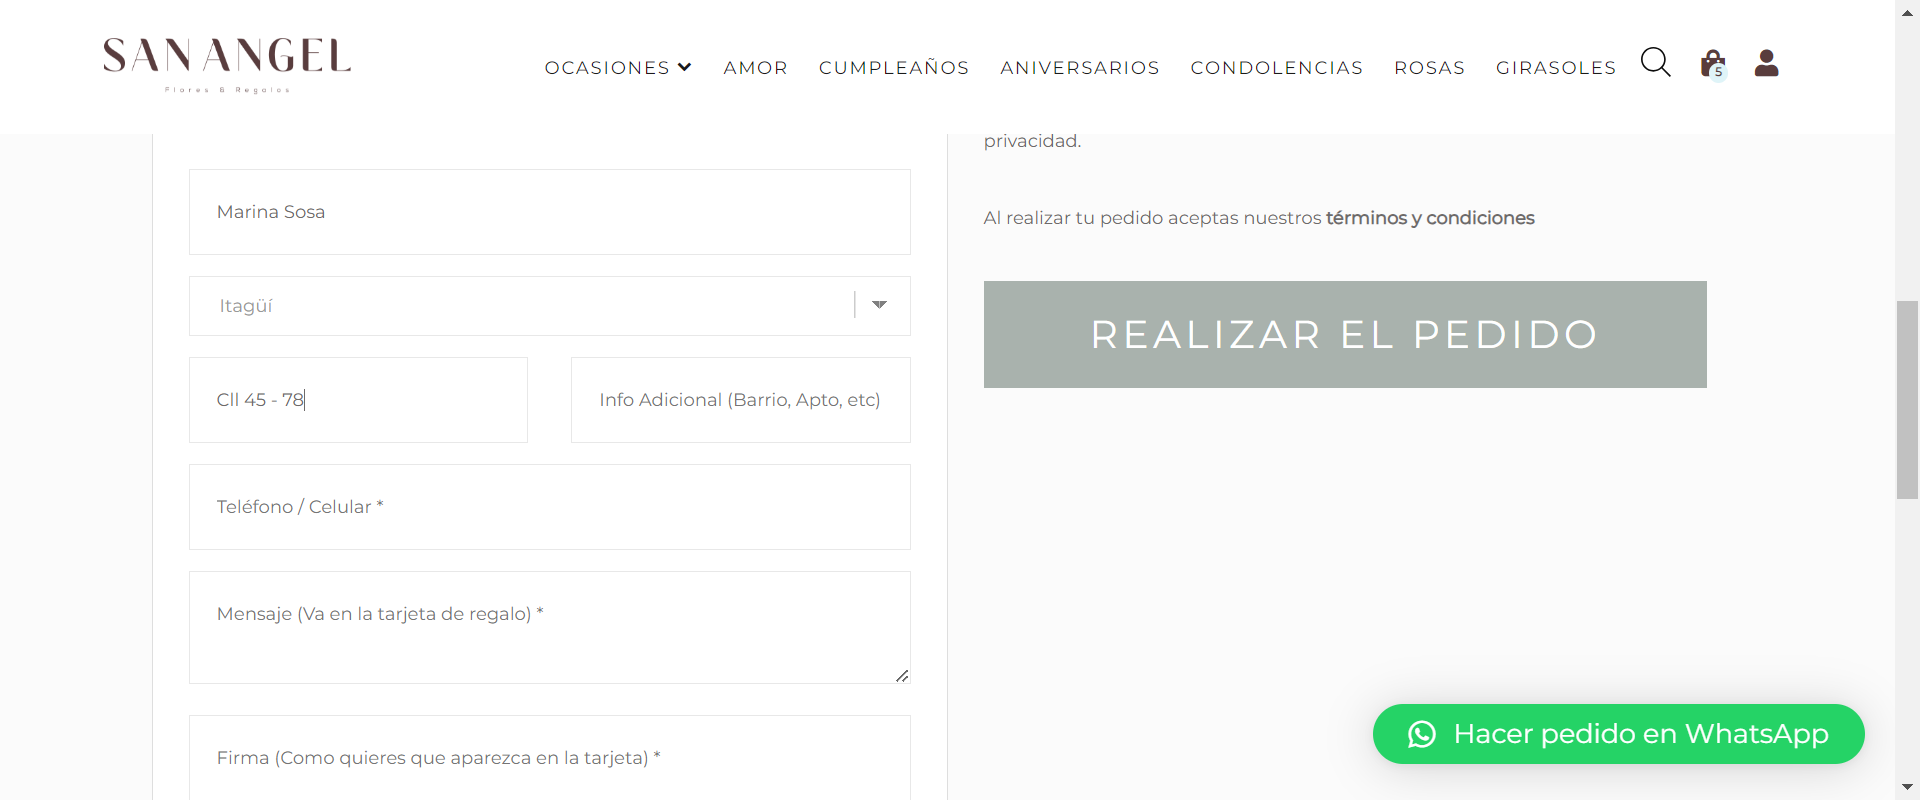 SAN ANGEL
Flores & Regalos
OCASIONES
AMOR
CUMPLEAÑOS
ANIVERSARIOS
CONDOLENCIAS
ROSAS
GIRASOLES
5
Marina Sosa
Itagüí
Cll 45 - 78
Info Adicional (Barrio, Apto, etc)
Teléfono / Celular *
Mensaje (Va en la tarjeta de regalo) *
Firma (Como quieres que aparezca en la tarjeta) *
privacidad.
Al realizar tu pedido aceptas nuestros términos y condiciones
REALIZAR EL PEDIDO
Hacer pedido en WhatsApp